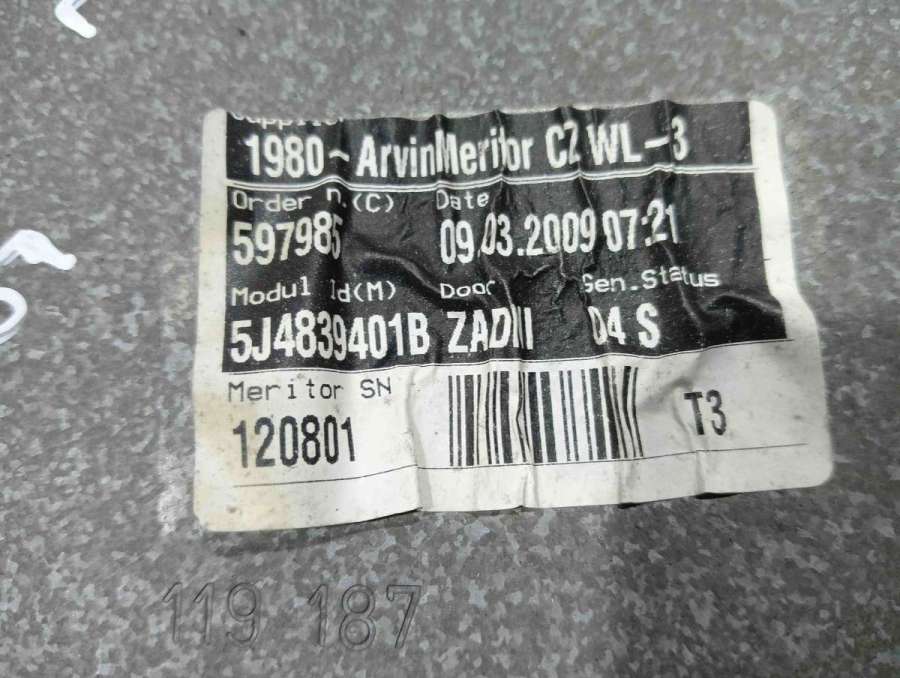 Supplier
1980~ArvinMeritor CZ WL-3
Order n.(C) Date
597985 09.03.2009 07:21
Modul Id(M) Door Gen.Status
5J4839401B ZADNI 04 S
Meritor SN
120801 T3
119 187